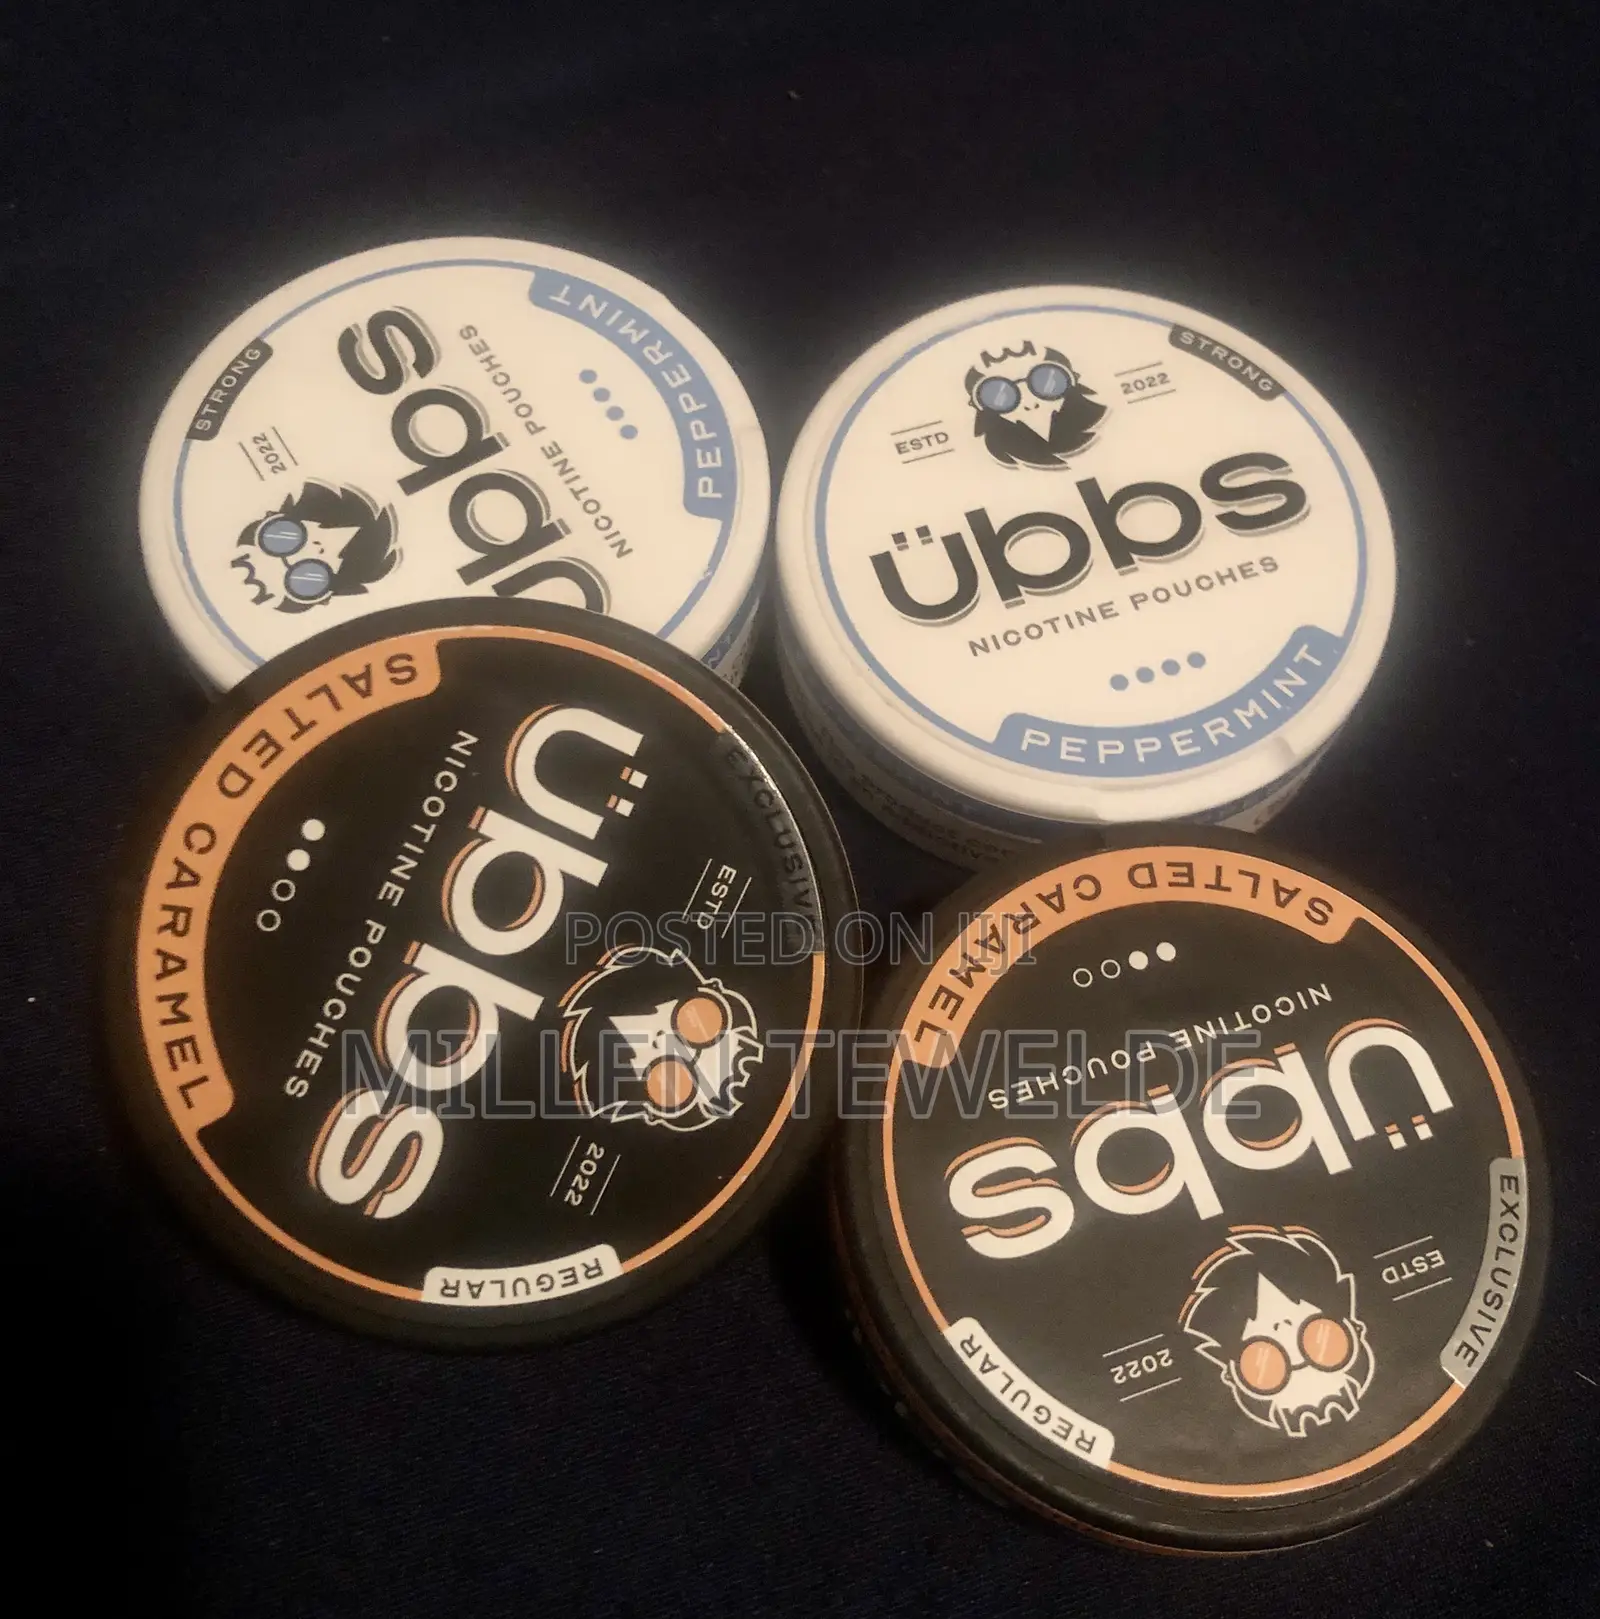 STRONG
2022
übbs
NICOTINE POUCHES
PEPPERMINT
STRONG
ESTD
2022
übbs
NICOTINE POUCHES
PEPPERMINT
SALTED CARAMEL
übbs
NICOTINE POUCHES
EXCLUSIVE
ESTD
2022
REGULAR
SALTED CARAMEL
übbs
NICOTINE POUCHES
EXCLUSIVE
ESTD
2022
REGULAR
POSTED ON JIJI
MILLEN TEWELDE